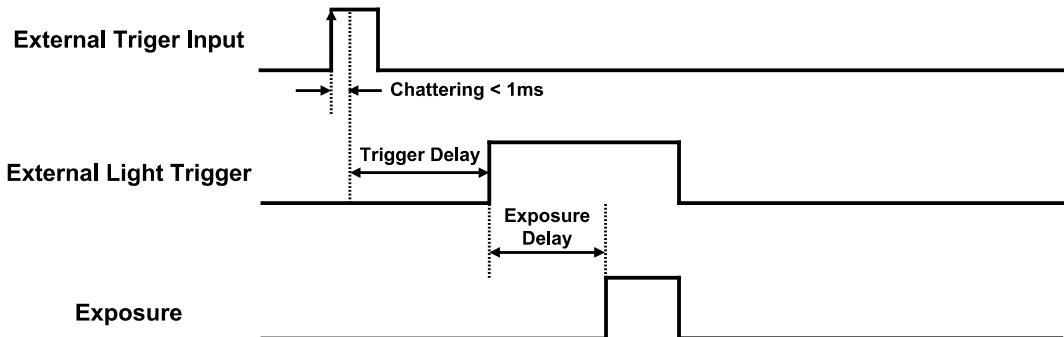 External Triger Input
Chattering < 1ms
Trigger Delay
External Light Trigger
Exposure
Delay
Exposure